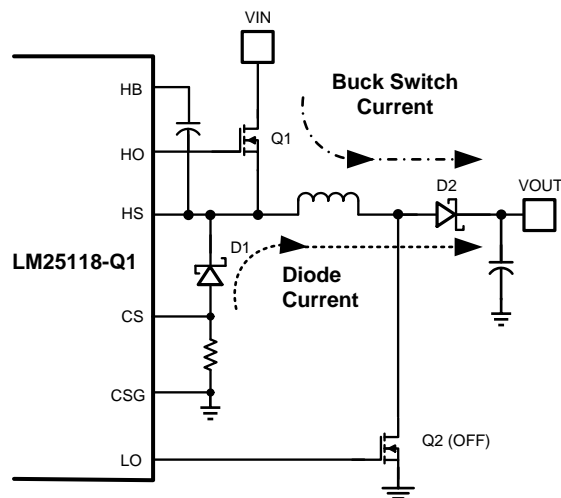 VIN
HB
Buck Switch
Current
HO
Q1
D2
VOUT
HS
LM25118-Q1
D1
Diode
Current
CS
CSG
Q2 (OFF)
LO